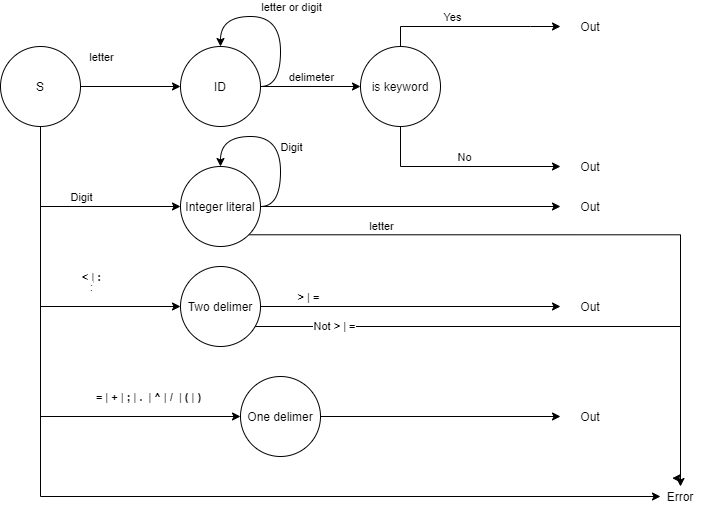 letter or digit
Yes
Out
letter
S
ID
delimeter
is keyword
Digit
No
Out
Digit
Integer literal
Out
letter
< | :
:
> | =
Two delimer
Out
Not > | =
= | + | ; | . | ^ | / | ( | )
One delimer
Out
Error